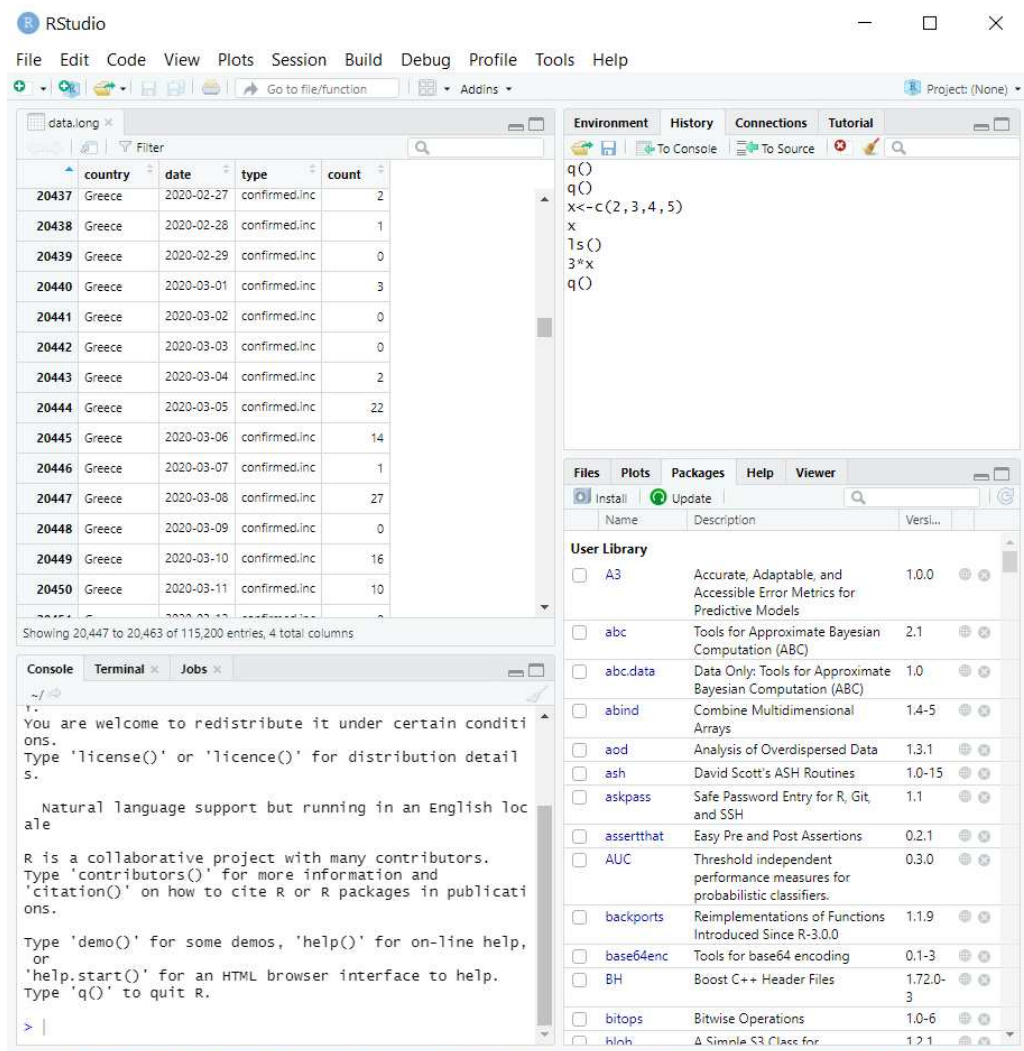 RStudio
File Edit Code View Plots Session Build Debug Profile Tools Help
Go to file/function Addins Project: (None)
data.long
Filter
country date type count
20437 Greece 2020-02-27 confirmed.inc 2
20438 Greece 2020-02-28 confirmed.inc 1
20439 Greece 2020-02-29 confirmed.inc 0
20440 Greece 2020-03-01 confirmed.inc 3
20441 Greece 2020-03-02 confirmed.inc 0
20442 Greece 2020-03-03 confirmed.inc 0
20443 Greece 2020-03-04 confirmed.inc 2
20444 Greece 2020-03-05 confirmed.inc 22
20445 Greece 2020-03-06 confirmed.inc 14
20446 Greece 2020-03-07 confirmed.inc 1
20447 Greece 2020-03-08 confirmed.inc 27
20448 Greece 2020-03-09 confirmed.inc 0
20449 Greece 2020-03-10 confirmed.inc 16
20450 Greece 2020-03-11 confirmed.inc 10
Showing 20,447 to 20,463 of 115,200 entries, 4 total columns
Console Terminal Jobs
~/
You are welcome to redistribute it under certain conditi
ons.
Type 'license()' or 'licence()' for distribution detail
s.
Natural language support but running in an English loc
ale
R is a collaborative project with many contributors.
Type 'contributors()' for more information and
'citation()' on how to cite R or R packages in publicati
ons.
Type 'demo()' for some demos, 'help()' for on-line help,
or
'help.start()' for an HTML browser interface to help.
Type 'q()' to quit R.
>
Environment History Connections Tutorial
To Console To Source
q()
q()
x<-c(2,3,4,5)
x
ls()
3*x
q()
Files Plots Packages Help Viewer
Install Update
Name Description Versi...
User Library
A3 Accurate, Adaptable, and 1.0.0
Accessible Error Metrics for
Predictive Models
abc Tools for Approximate Bayesian 2.1
Computation (ABC)
abc.data Data Only: Tools for Approximate 1.0
Bayesian Computation (ABC)
abind Combine Multidimensional 1.4-5
Arrays
aod Analysis of Overdispersed Data 1.3.1
ash David Scott's ASH Routines 1.0-15
askpass Safe Password Entry for R, Git, 1.1
and SSH
assertthat Easy Pre and Post Assertions 0.2.1
AUC Threshold independent 0.3.0
performance measures for
probabilistic classifiers.
backports Reimplementations of Functions 1.1.9
Introduced Since R-3.0.0
base64enc Tools for base64 encoding 0.1-3
BH Boost C++ Header Files 1.72.0-
3
bitops Bitwise Operations 1.0-6
blob A Simple S3 Class for 1.2.1